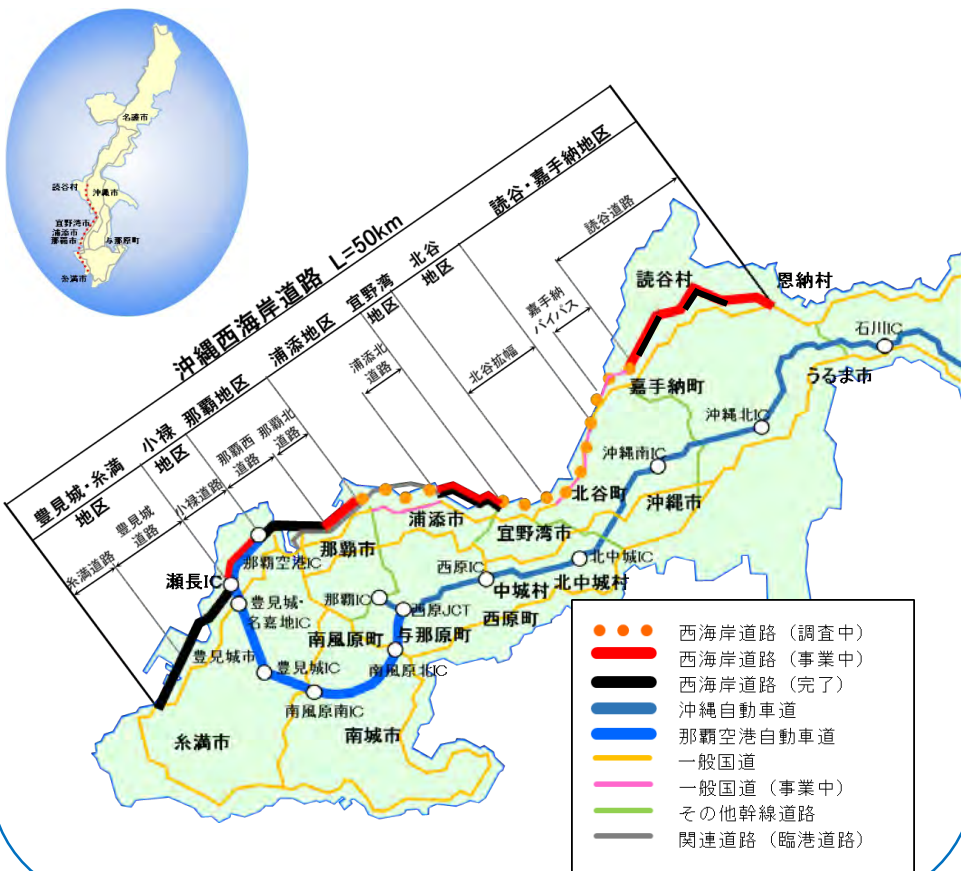 名護市
読谷村
沖縄市
宜野湾市
浦添市
那覇市
与那原町
糸満市
沖縄西海岸道路 L=50km
豊見城・糸満
地区
小禄
地区
那覇地区
浦添地区
宜野湾
地区
北谷
地区
読谷・嘉手納地区
糸満道路
豊見城
道路
小禄道路
那覇西
道路
那覇北
道路
浦添北
道路
北谷拡幅
嘉手納
バイパス
読谷道路
読谷村
恩納村
石川IC
うるま市
嘉手納町
沖縄北IC
沖縄南IC
沖縄市
北谷町
宜野湾市
浦添市
那覇市
北中城IC
北中城村
中城村
西原IC
西原町
那覇空港IC
瀬長IC
那覇IC
西原JCT
与那原町
南風原町
豊見城・
名嘉地IC
豊見城市
豊見城IC
南風原北IC
南風原南IC
糸満市
南城市
西海岸道路（調査中）
西海岸道路（事業中）
西海岸道路（完了）
沖縄自動車道
那覇空港自動車道
一般国道
一般国道（事業中）
その他幹線道路
関連道路（臨港道路）